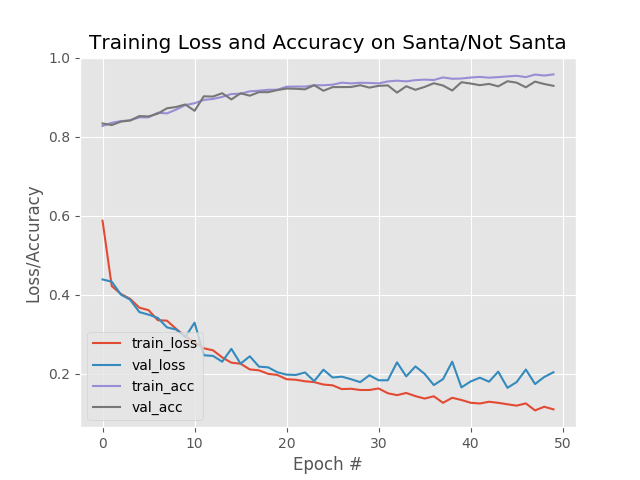 Training Loss and Accuracy on Santa/Not Santa
1.0
0.8
0.6
0.4
0.2
Loss/Accuracy
train_loss
val_loss
train_acc
val_acc
0 10 20 30 40 50
Epoch #